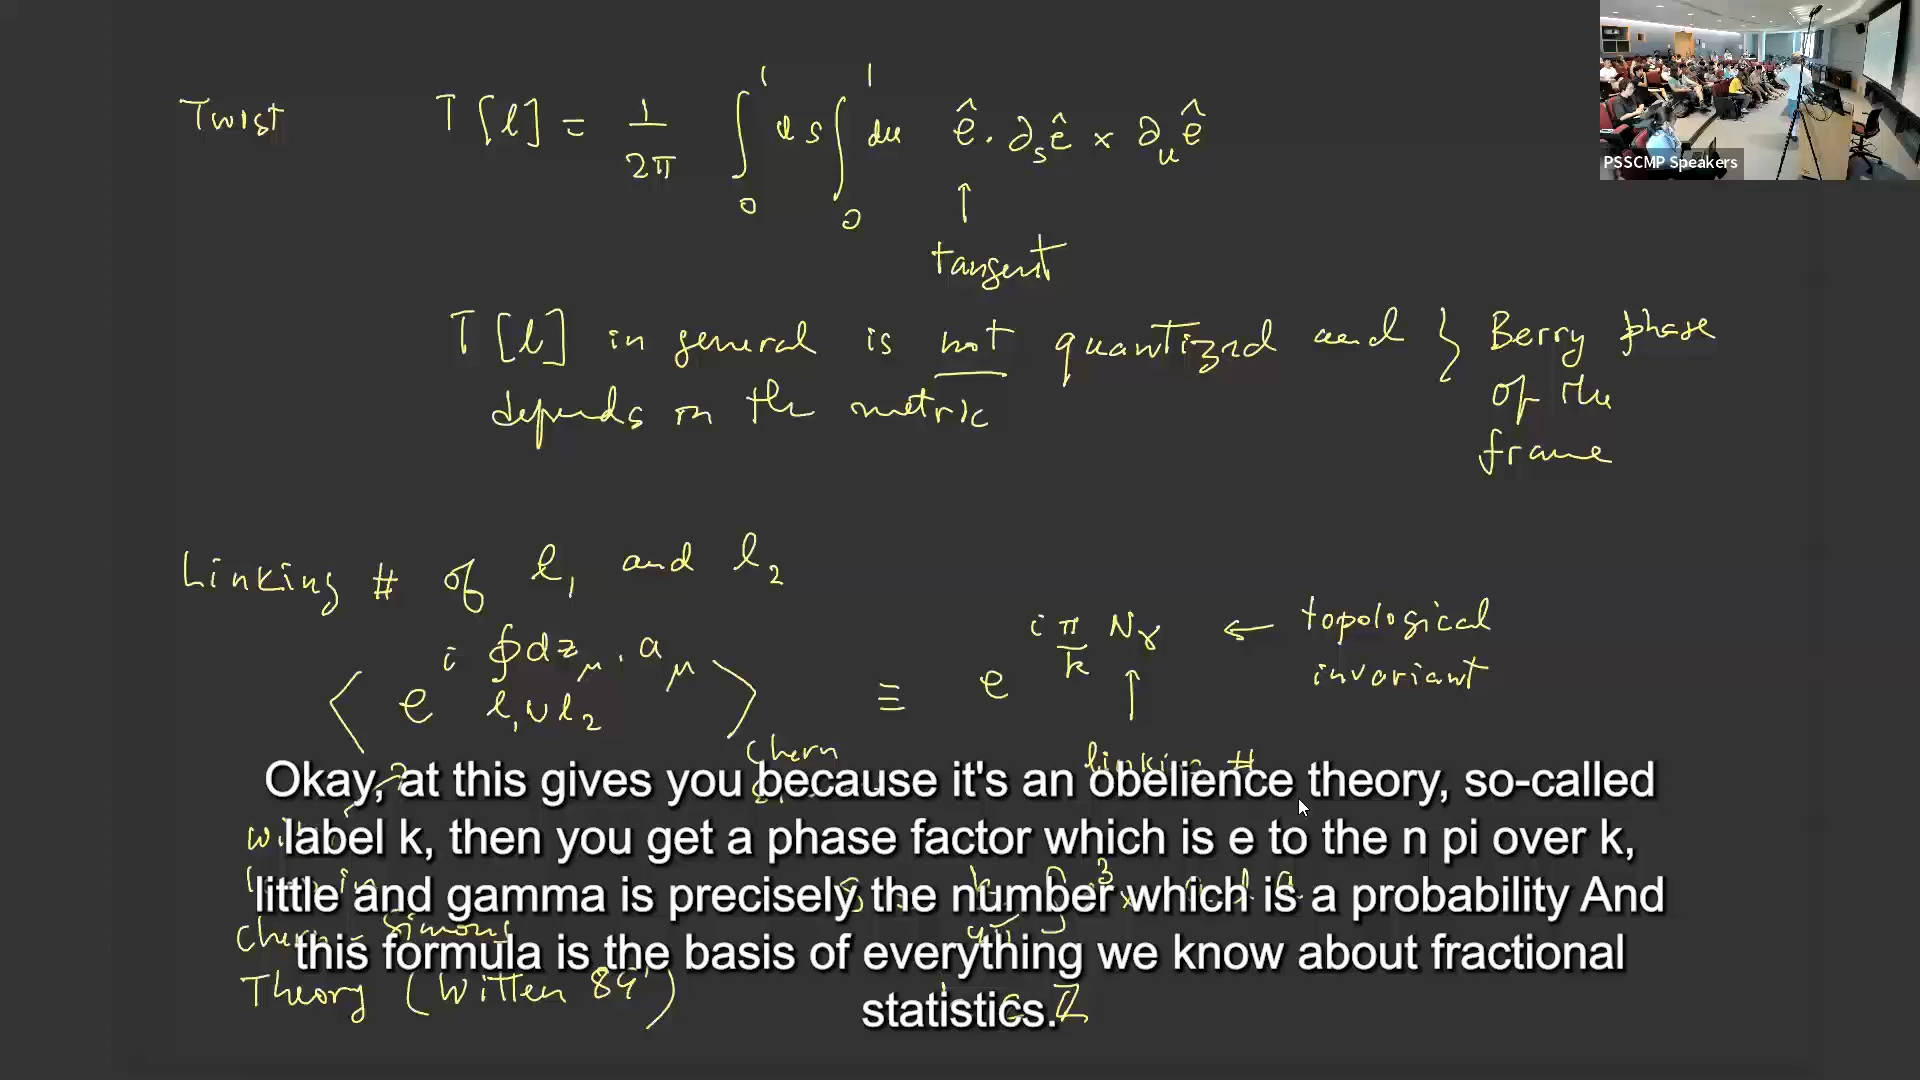 Twist T[l] = 1/2π ∫₀¹ ds ∫₀¹ du ê · ∂ₛê × ∂ᵤê
↑
tangent
T[l] in general is not quantized and } Berry phase
depends on the metric of the
frame
Linking # of l₁ and l₂
⟨ e^{i ∮_{l₁∪l₂} dz_μ · a_μ} ⟩ Chern ≡ e^{i π/k N_γ} ← topological
invariant
↑
linking #
PSSCMP Speakers
Okay, at this gives you because it's an obelience theory, so-called
label k, then you get a phase factor which is e to the n pi over k,
little and gamma is precisely the number which is a probability And
this formula is the basis of everything we know about fractional
statistics.
Chern - Simons
Theory (Witten 89')
∈ ℤ